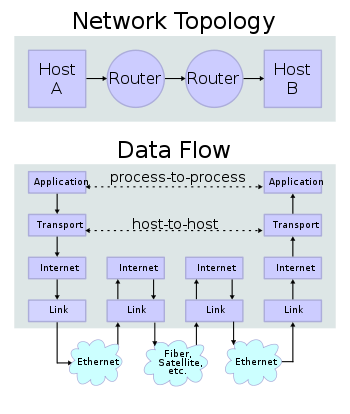 Network Topology
Host
A
Router
Router
Host
B
Data Flow
Application
process-to-process
Application
Transport
host-to-host
Transport
Internet
Internet
Internet
Internet
Link
Link
Link
Link
Ethernet
Fiber,
Satellite,
etc.
Ethernet